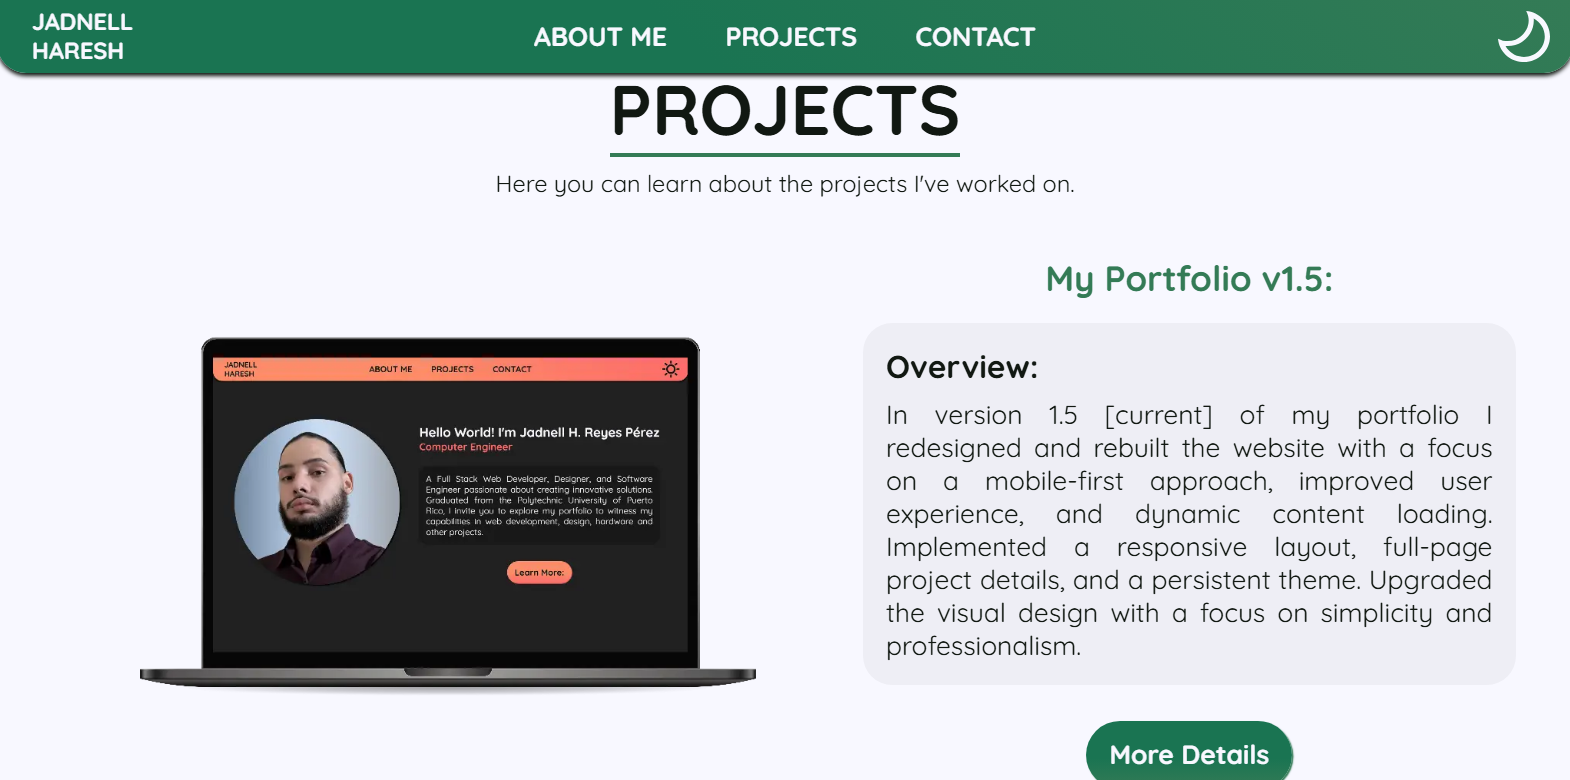 JADNELL
HARESH
ABOUT ME
PROJECTS
CONTACT
PROJECTS
Here you can learn about the projects I've worked on.
JADNELL
HARESH
ABOUT ME
PROJECTS
CONTACT
Hello World! I'm Jadnell H. Reyes Pérez
Computer Engineer
A Full Stack Web Developer, Designer, and Software
Engineer passionate about creating innovative solutions.
Graduated from the Polytechnic University of Puerto
Rico, I invite you to explore my portfolio to witness my
capabilities in web development, design, hardware and
other projects.
Learn More:
My Portfolio v1.5:
Overview:
In version 1.5 [current] of my portfolio I
redesigned and rebuilt the website with a focus
on a mobile-first approach, improved user
experience, and dynamic content loading.
Implemented a responsive layout, full-page
project details, and a persistent theme. Upgraded
the visual design with a focus on simplicity and
professionalism.
More Details